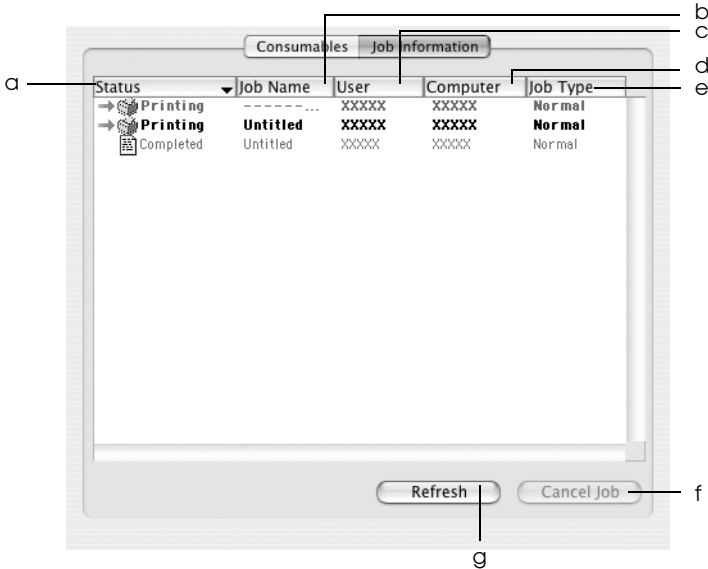 b
c
Consumables Job Information
d
a Status Job Name User Computer Job Type e
Printing ------... XXXXX XXXXX Normal
Printing Untitled XXXXX XXXXX Normal
Completed Untitled XXXXX XXXXX Normal
Refresh Cancel Job f
g